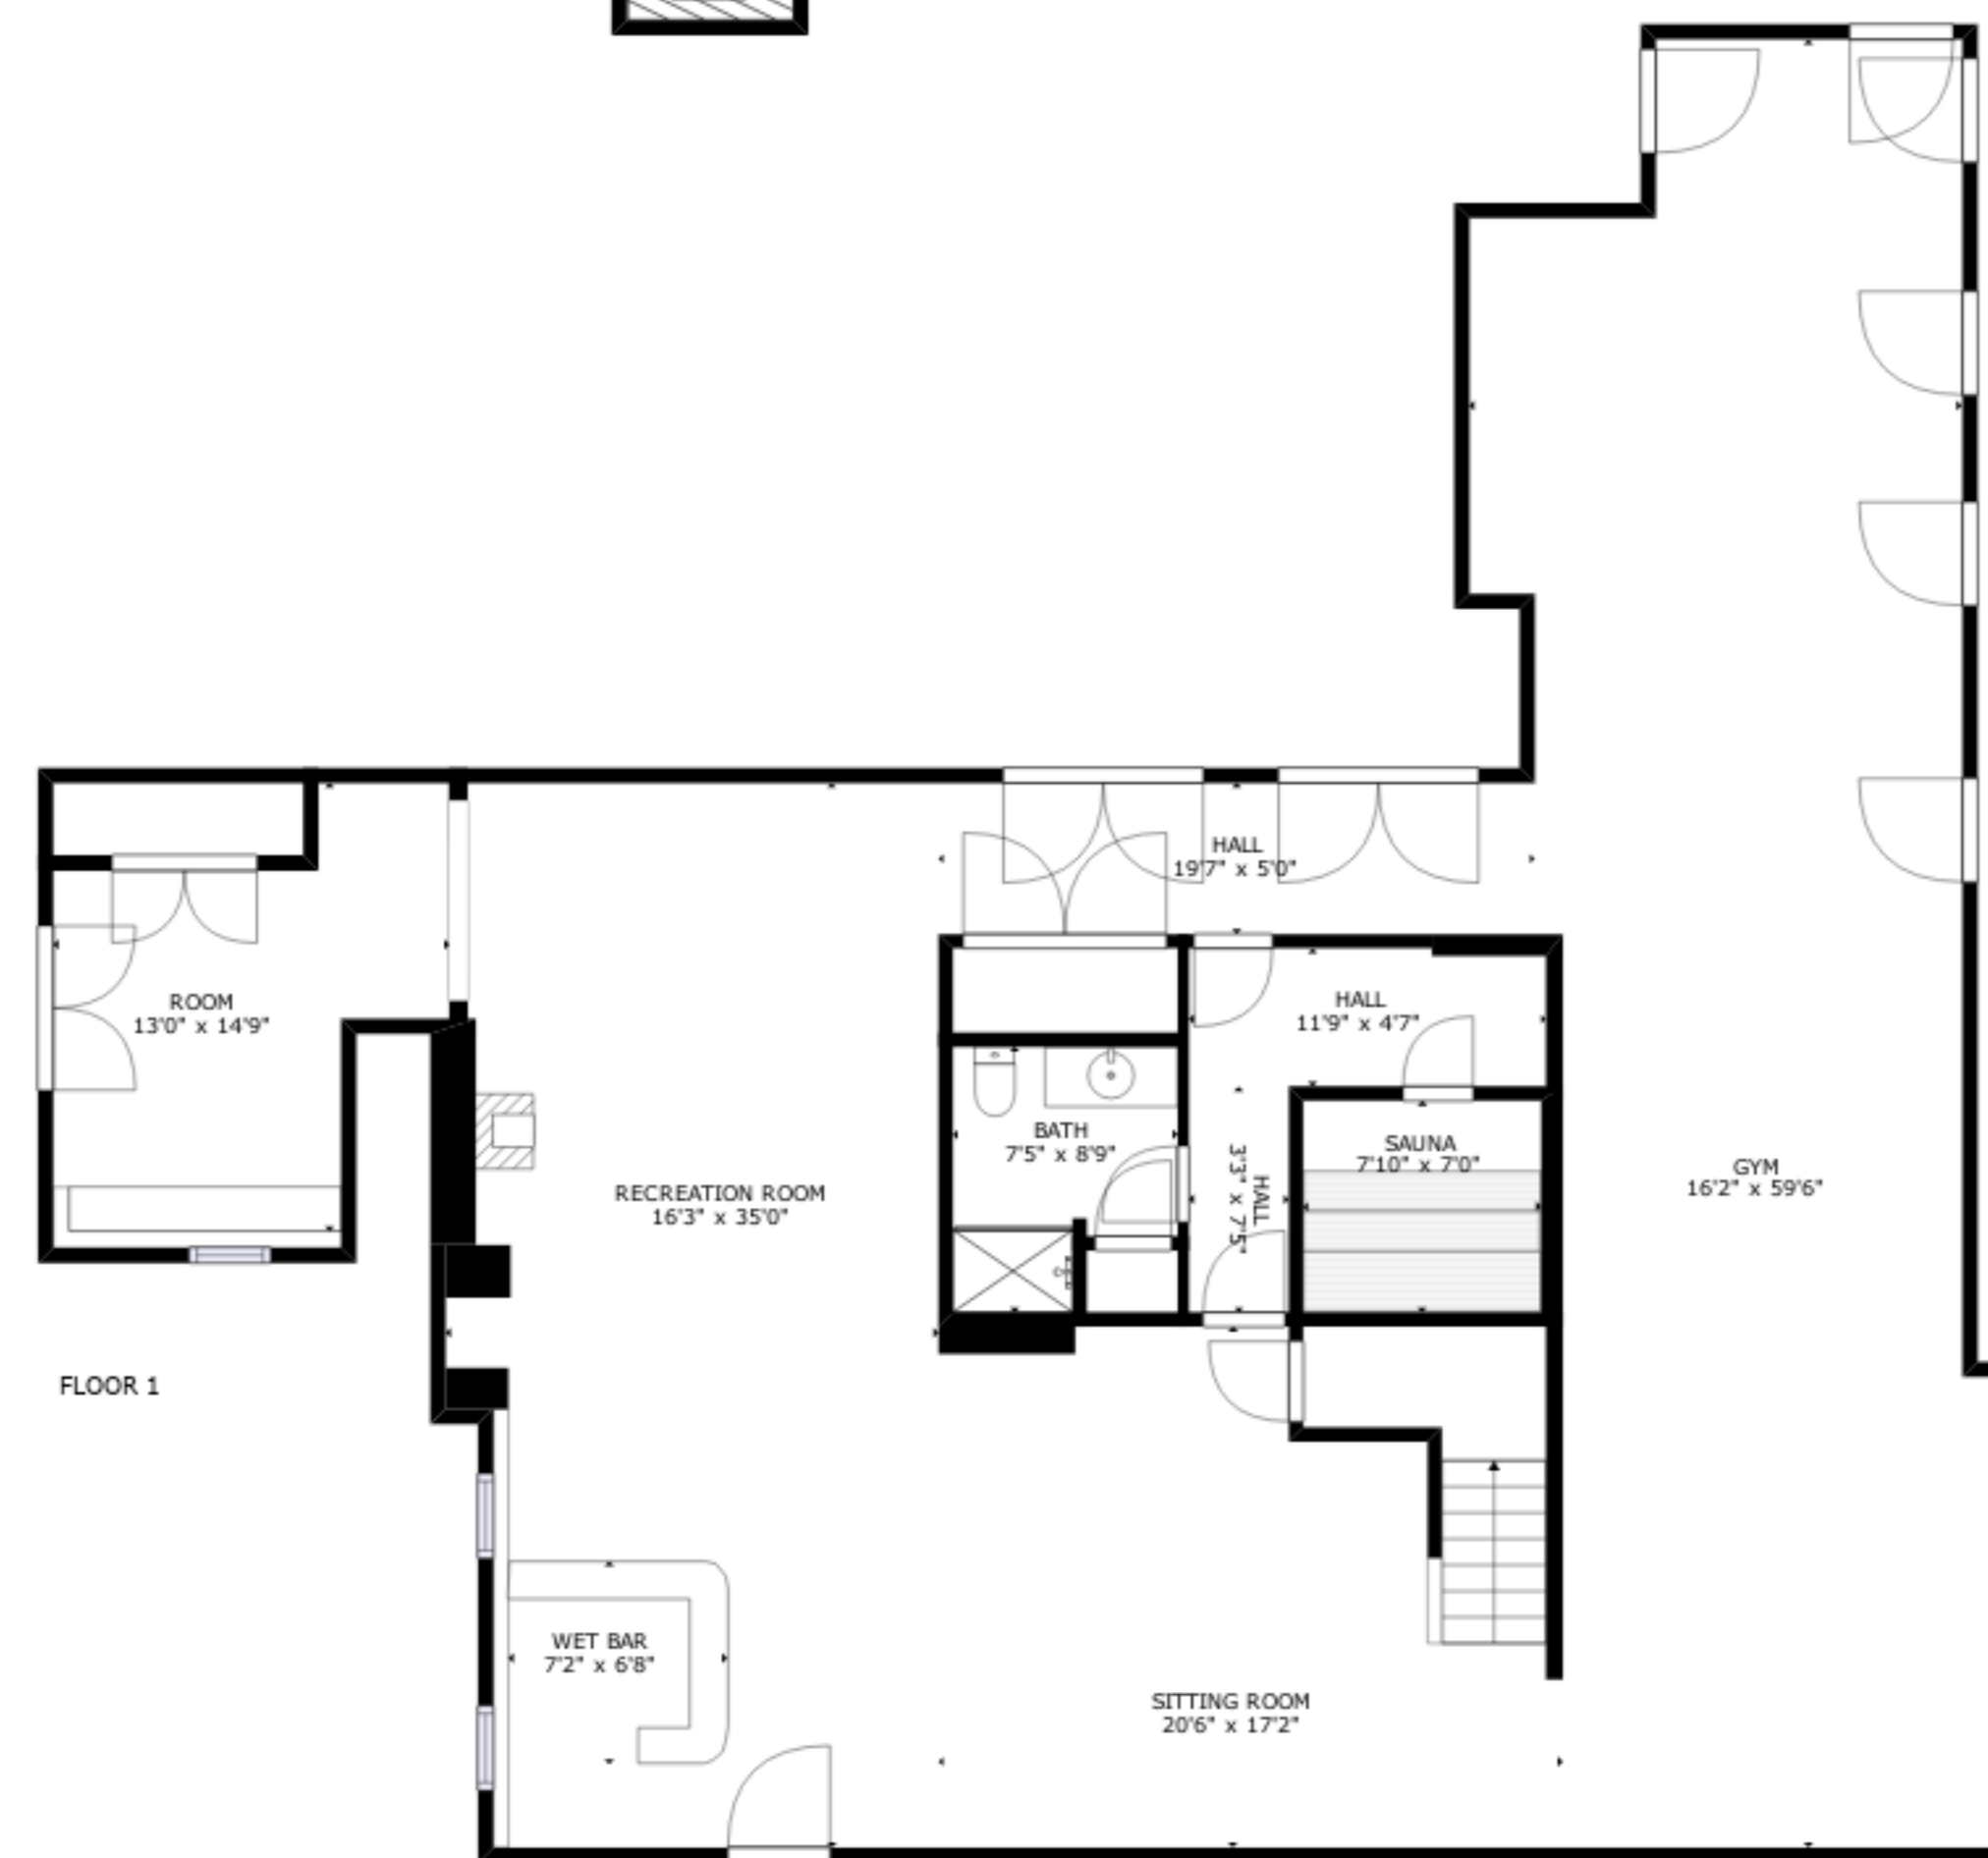 HALL
19'7" x 5'0"
ROOM
13'0" x 14'9"
HALL
11'9" x 4'7"
BATH
7'5" x 8'9"
SAUNA
7'10" x 7'0"
HALL
3'3" x 7'5"
GYM
16'2" x 59'6"
RECREATION ROOM
16'3" x 35'0"
FLOOR 1
WET BAR
7'2" x 6'8"
SITTING ROOM
20'6" x 17'2"